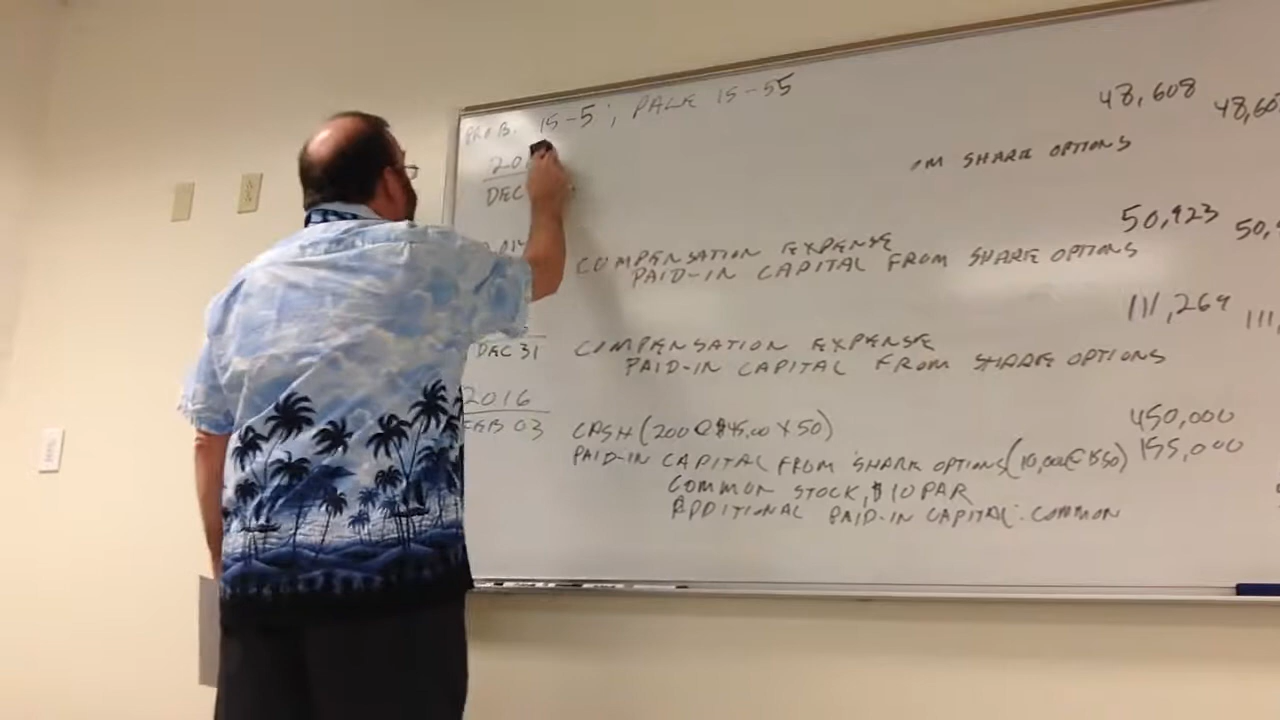 PROB. 15-5; PAGE 15-55
48,608
48,60
201
DEC
OM SHARE OPTIONS
50,923
50,
COMPENSATION EXPENSE
PAID-IN CAPITAL FROM SHARE OPTIONS
111,269
111,
DEC 31 COMPENSATION EXPENSE
PAID-IN CAPITAL FROM SHARE OPTIONS
2016
FEB 03 CASH (200 @ $45.00 X 50) 450,000
PAID-IN CAPITAL FROM SHARE OPTIONS (10,000 @ 15.50) 155,000
COMMON STOCK, $10 PAR
ADDITIONAL PAID-IN CAPITAL: COMMON